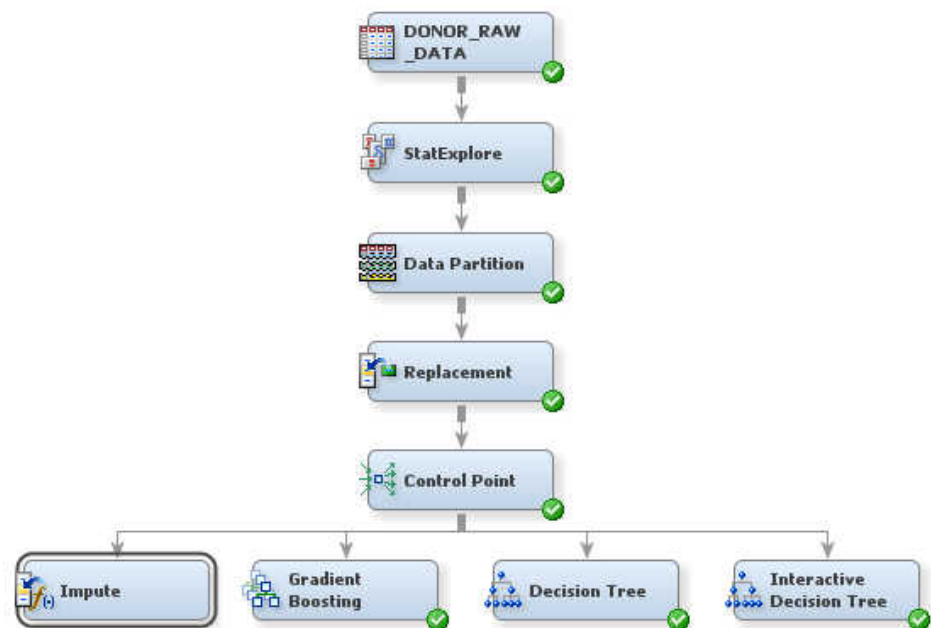 DONOR_RAW
_DATA
StatExplore
Data Partition
Replacement
Control Point
Impute
Gradient
Boosting
Decision Tree
Interactive
Decision Tree